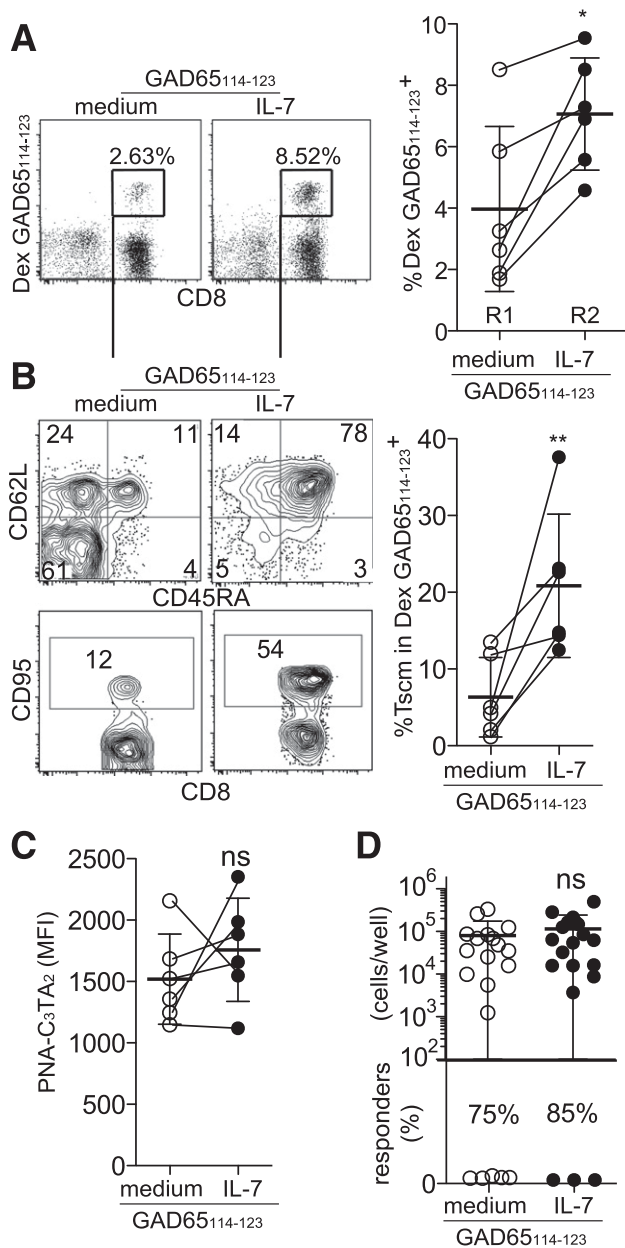 A
GAD65114-123
medium IL-7
2.63% 8.52%
Dex GAD65114-123
CD8
*
%Dex GAD65114-123+
10
8
6
4
2
0
R1 R2
medium IL-7
GAD65114-123
B
GAD65114-123
medium IL-7
24 11 14 78
CD62L
61 4 5 3
CD45RA
12 54
CD95
CD8
**
%Tscm in Dex GAD65114-123+
40
30
20
10
0
medium IL-7
GAD65114-123
C
ns
PNA-C3TA2 (MFI)
2500
2000
1500
1000
500
0
medium IL-7
GAD65114-123
D
ns
(cells/well)
10^6
10^5
10^4
10^3
10^2
responders
(%)
75% 85%
0
medium IL-7
GAD65114-123